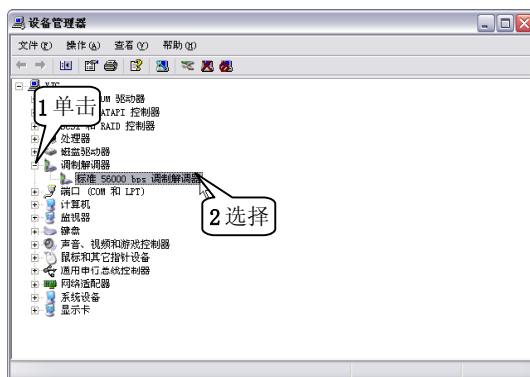 设备管理器
文件(F) 操作(A) 查看(V) 帮助(H)
1 单击
驱动器
ATAPI 控制器
和 RAID 控制器
处理器
磁盘驱动器
调制解调器
标准 56000 bps 调制解调器
端口 (COM 和 LPT)
2 选择
计算机
监视器
键盘
声音、视频和游戏控制器
鼠标和其它指针设备
通用串行总线控制器
网络适配器
系统设备
显示卡